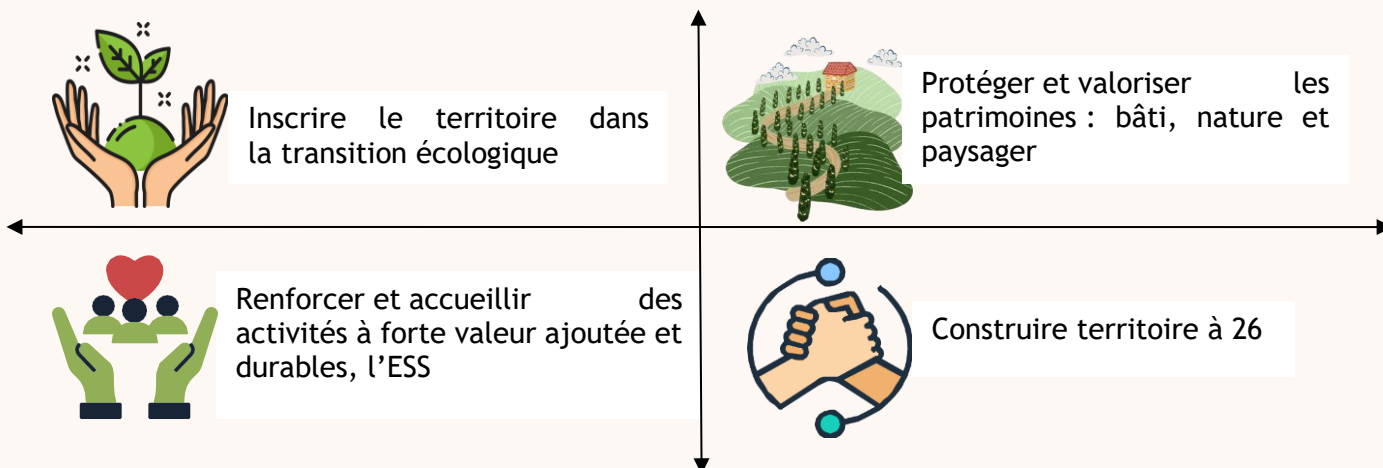 Inscrire le territoire dans
la transition écologique
Protéger et valoriser les
patrimoines : bâti, nature et
paysager
Renforcer et accueillir des
activités à forte valeur ajoutée et
durables, l’ESS
Construire territoire à 26